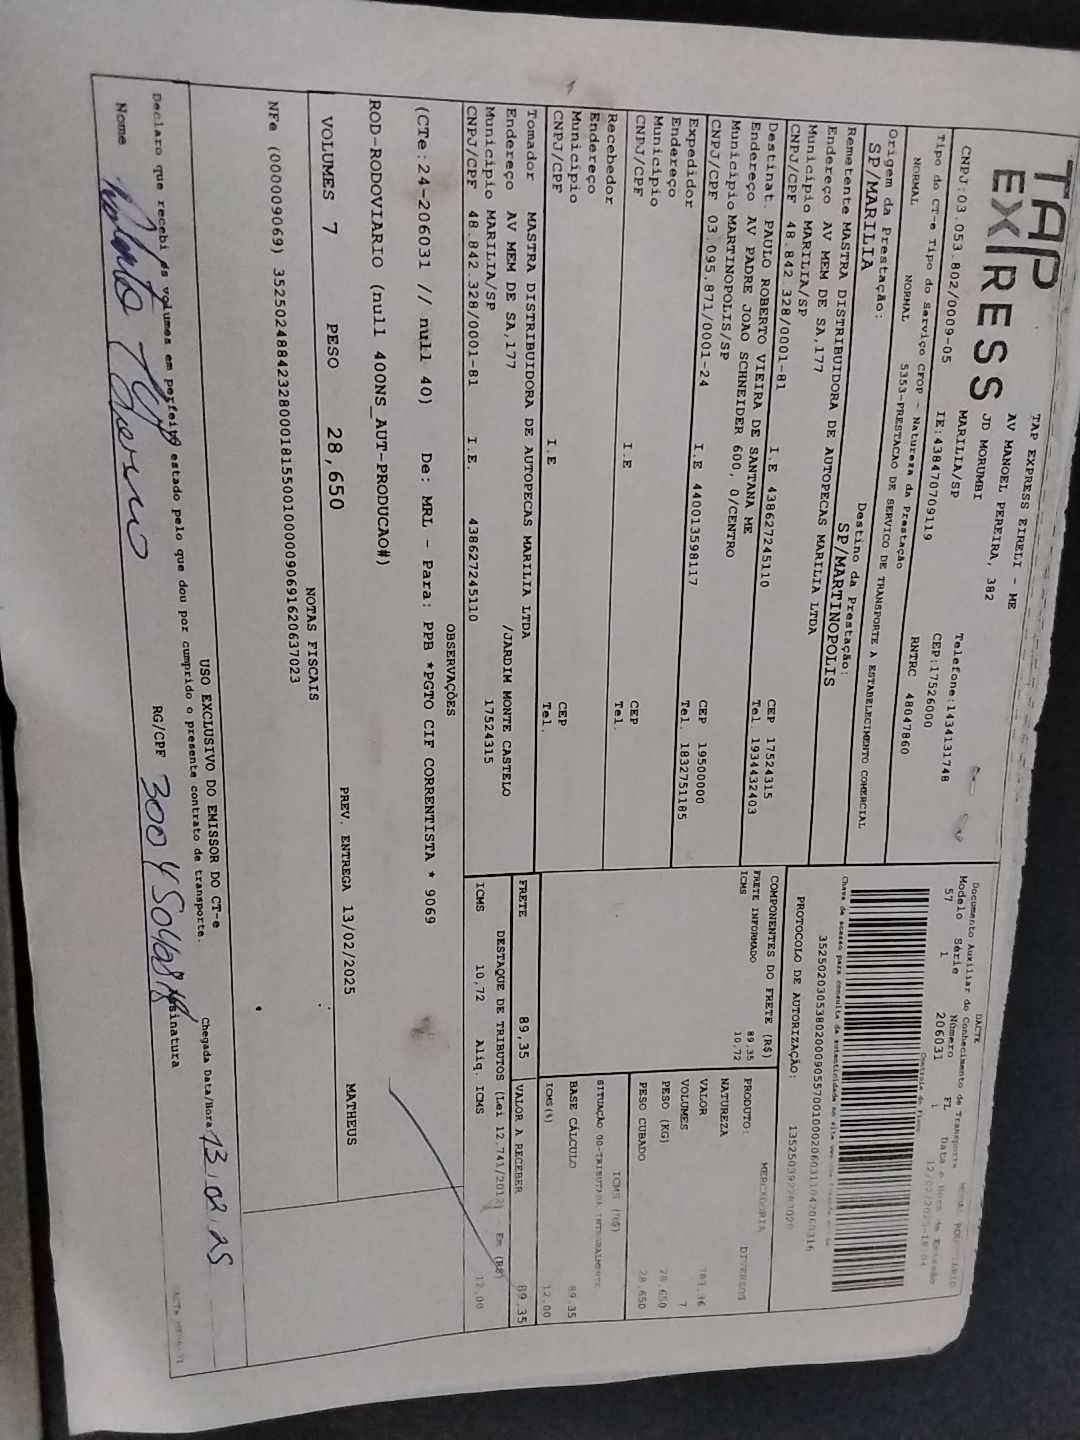 TAP EXPRESS
TAP EXPRESS EIRELI - ME
AV MANOEL PEREIRA, 382
JD MORUMBI
MARILIA/SP
Telefone:1434131748
CEP:17526000
CNPJ:03.053.802/0009-05 IE:438470709119 RNTRC 48047860
Tipo do CT-e Tipo do Serviço CFOP - Natureza da Prestação
NORMAL NORMAL 5353-PRESTACAO DE SERVICO DE TRANSPORTE A ESTABELECIMENTO COMERCIAL
Origem da Prestação: Destino da Prestação:
SP/MARILIA SP/MARTINOPOLIS
Remetente MASTRA DISTRIBUIDORA DE AUTOPECAS MARILIA LTDA
Endereço AV MEM DE SA,177
Município MARILIA/SP CEP 17524315
CNPJ/CPF 48.842.328/0001-81 I.E 438627245110 Tel. 1934432403
Destinat. PAULO ROBERTO VIEIRA DE SANTANA ME
Endereço AV PADRE JOAO SCHNEIDER 600, 0/CENTRO
Município MARTINOPOLIS/SP CEP 19500000
CNPJ/CPF 03.095.871/0001-24 I.E 440013598117 Tel. 1832751185
Expedidor
Endereço
Município CEP
CNPJ/CPF I.E Tel.
Recebedor
Endereço
Município CEP
CNPJ/CPF I.E Tel.
Tomador MASTRA DISTRIBUIDORA DE AUTOPECAS MARILIA LTDA
Endereço AV MEM DE SA,177 /JARDIM MONTE CASTELO
Município MARILIA/SP 17524315
CNPJ/CPF 48.842.328/0001-81 I.E. 438627245110
DACTE
Documento Auxiliar do Conhecimento de Transporte
Modelo Série Número FL Data e Hora de Emissão
57 1 206031 1
Controle do Fisco
Chave de acesso para consulta de autenticidade no site
PROTOCOLO DE AUTORIZAÇÃO:
COMPONENTES DO FRETE (R$)
FRETE INFORMADO 89,35
ICMS 10,72
PRODUTO: MERCADORIA
NATUREZA DIVERSOS
VALOR 783,36
VOLUMES 7
PESO (KG) 28,650
PESO CUBADO 28,650
ICMS (R$)
SITUAÇÃO 00-TRIBUTADA INTEGRALMENTE
BASE CÁLCULO 89,35
ICMS(%) 12,00
FRETE 89,35 VALOR A RECEBER 89,35
DESTAQUE DE TRIBUTOS (Lei 12.741/2012) - Em (R$)
ICMS 10,72 Aliq. ICMS 12,00
OBSERVAÇÕES
(CTe:24-206031 // null 40) De: MRL - Para: PPB *PGTO CIF CORRENTISTA * 9069
ROD-RODOVIARIO (null 400NS_AUT-PRODUCAO#)
VOLUMES 7 PESO 28,650 PREV. ENTREGA 13/02/2025 MATHEUS
NOTAS FISCAIS
NFe (000009069) 35250248842328000181550010000090691620637023
USO EXCLUSIVO DO EMISSOR DO CT-e
Declaro que recebi os volumes em perfeito estado pelo que dou por cumprido o presente contrato de transporte.
Chegada Data/Hora 13.02.25
Nome RG/CPF Assinatura